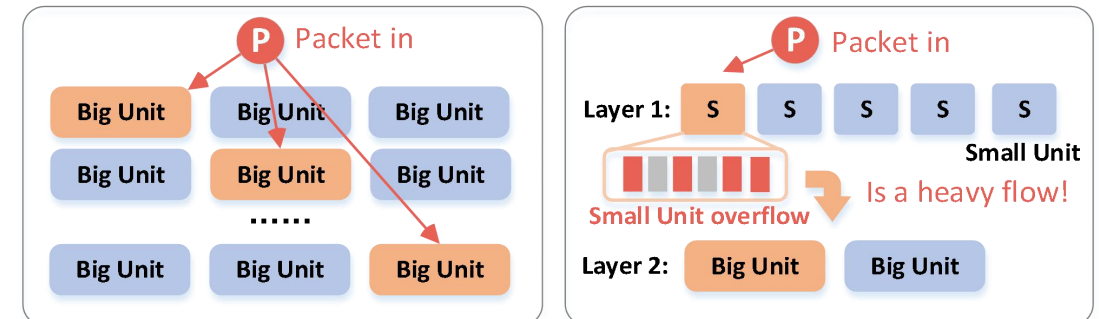 P Packet in
Big Unit Big Unit Big Unit
Big Unit Big Unit Big Unit
......
Big Unit Big Unit Big Unit
P Packet in
Layer 1: S S S S S
Small Unit
Is a heavy flow!
Small Unit overflow
Layer 2: Big Unit Big Unit